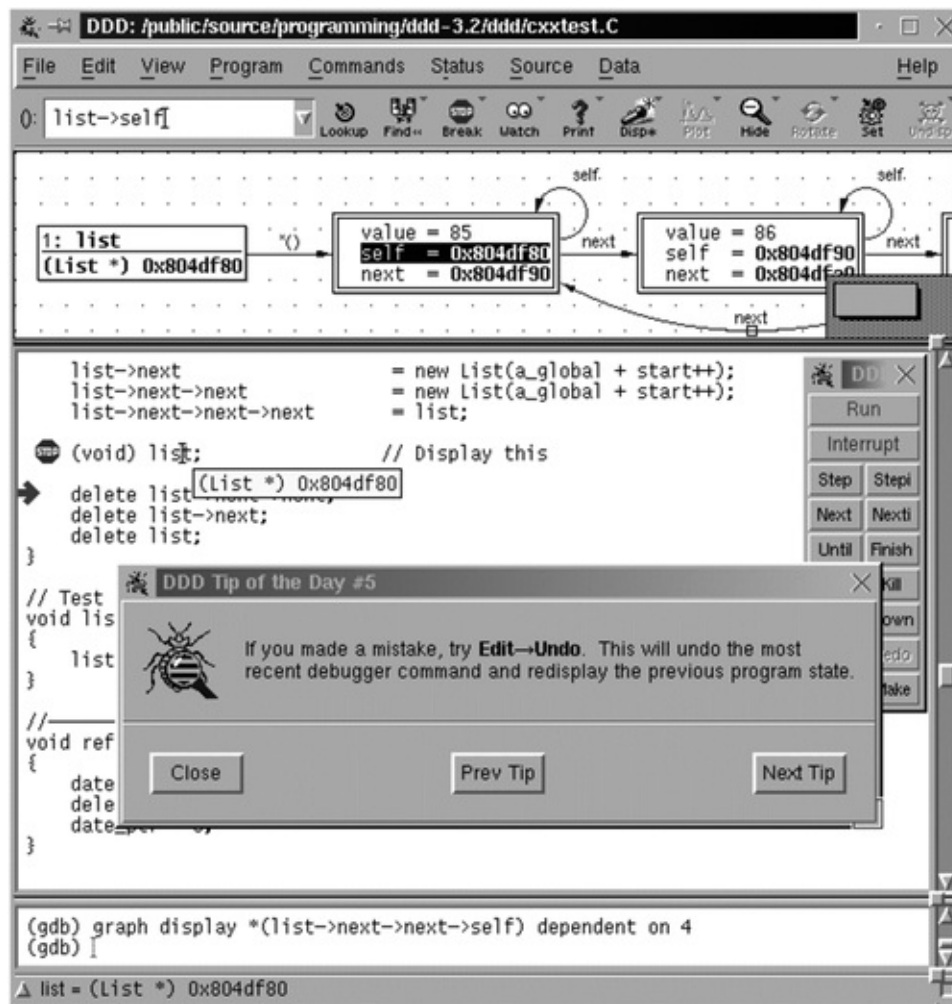 DDD: /public/source/programming/ddd-3.2/ddd/cxxtest.C
File Edit View Program Commands Status Source Data Help
(): list->self
Lookup Find« Break Watch Print Disp* Plot Hide Rotate Set Undisp
1: list
(List *) 0x804df80
*()
value = 85
self = 0x804df80
next = 0x804df90
self
next
value = 86
self = 0x804df90
next =
self
next
next
list->next = new List(a_global + start++);
list->next->next = new List(a_global + start++);
list->next->next->next = list;
(void) list; // Display this
(List *) 0x804df80
delete list
delete list->next;
delete list;
}
// Test
void lis
{
list
}
//
void ref
{
date
dele
}
DD
Run
Interrupt
Step Stepi
Next Nexti
Until Finish
Kill
own
edo
Make
DDD Tip of the Day #5
If you made a mistake, try Edit→Undo. This will undo the most
recent debugger command and redisplay the previous program state.
Close Prev Tip Next Tip
(gdb) graph display *(list->next->next->self) dependent on 4
(gdb)
list = (List *) 0x804df80